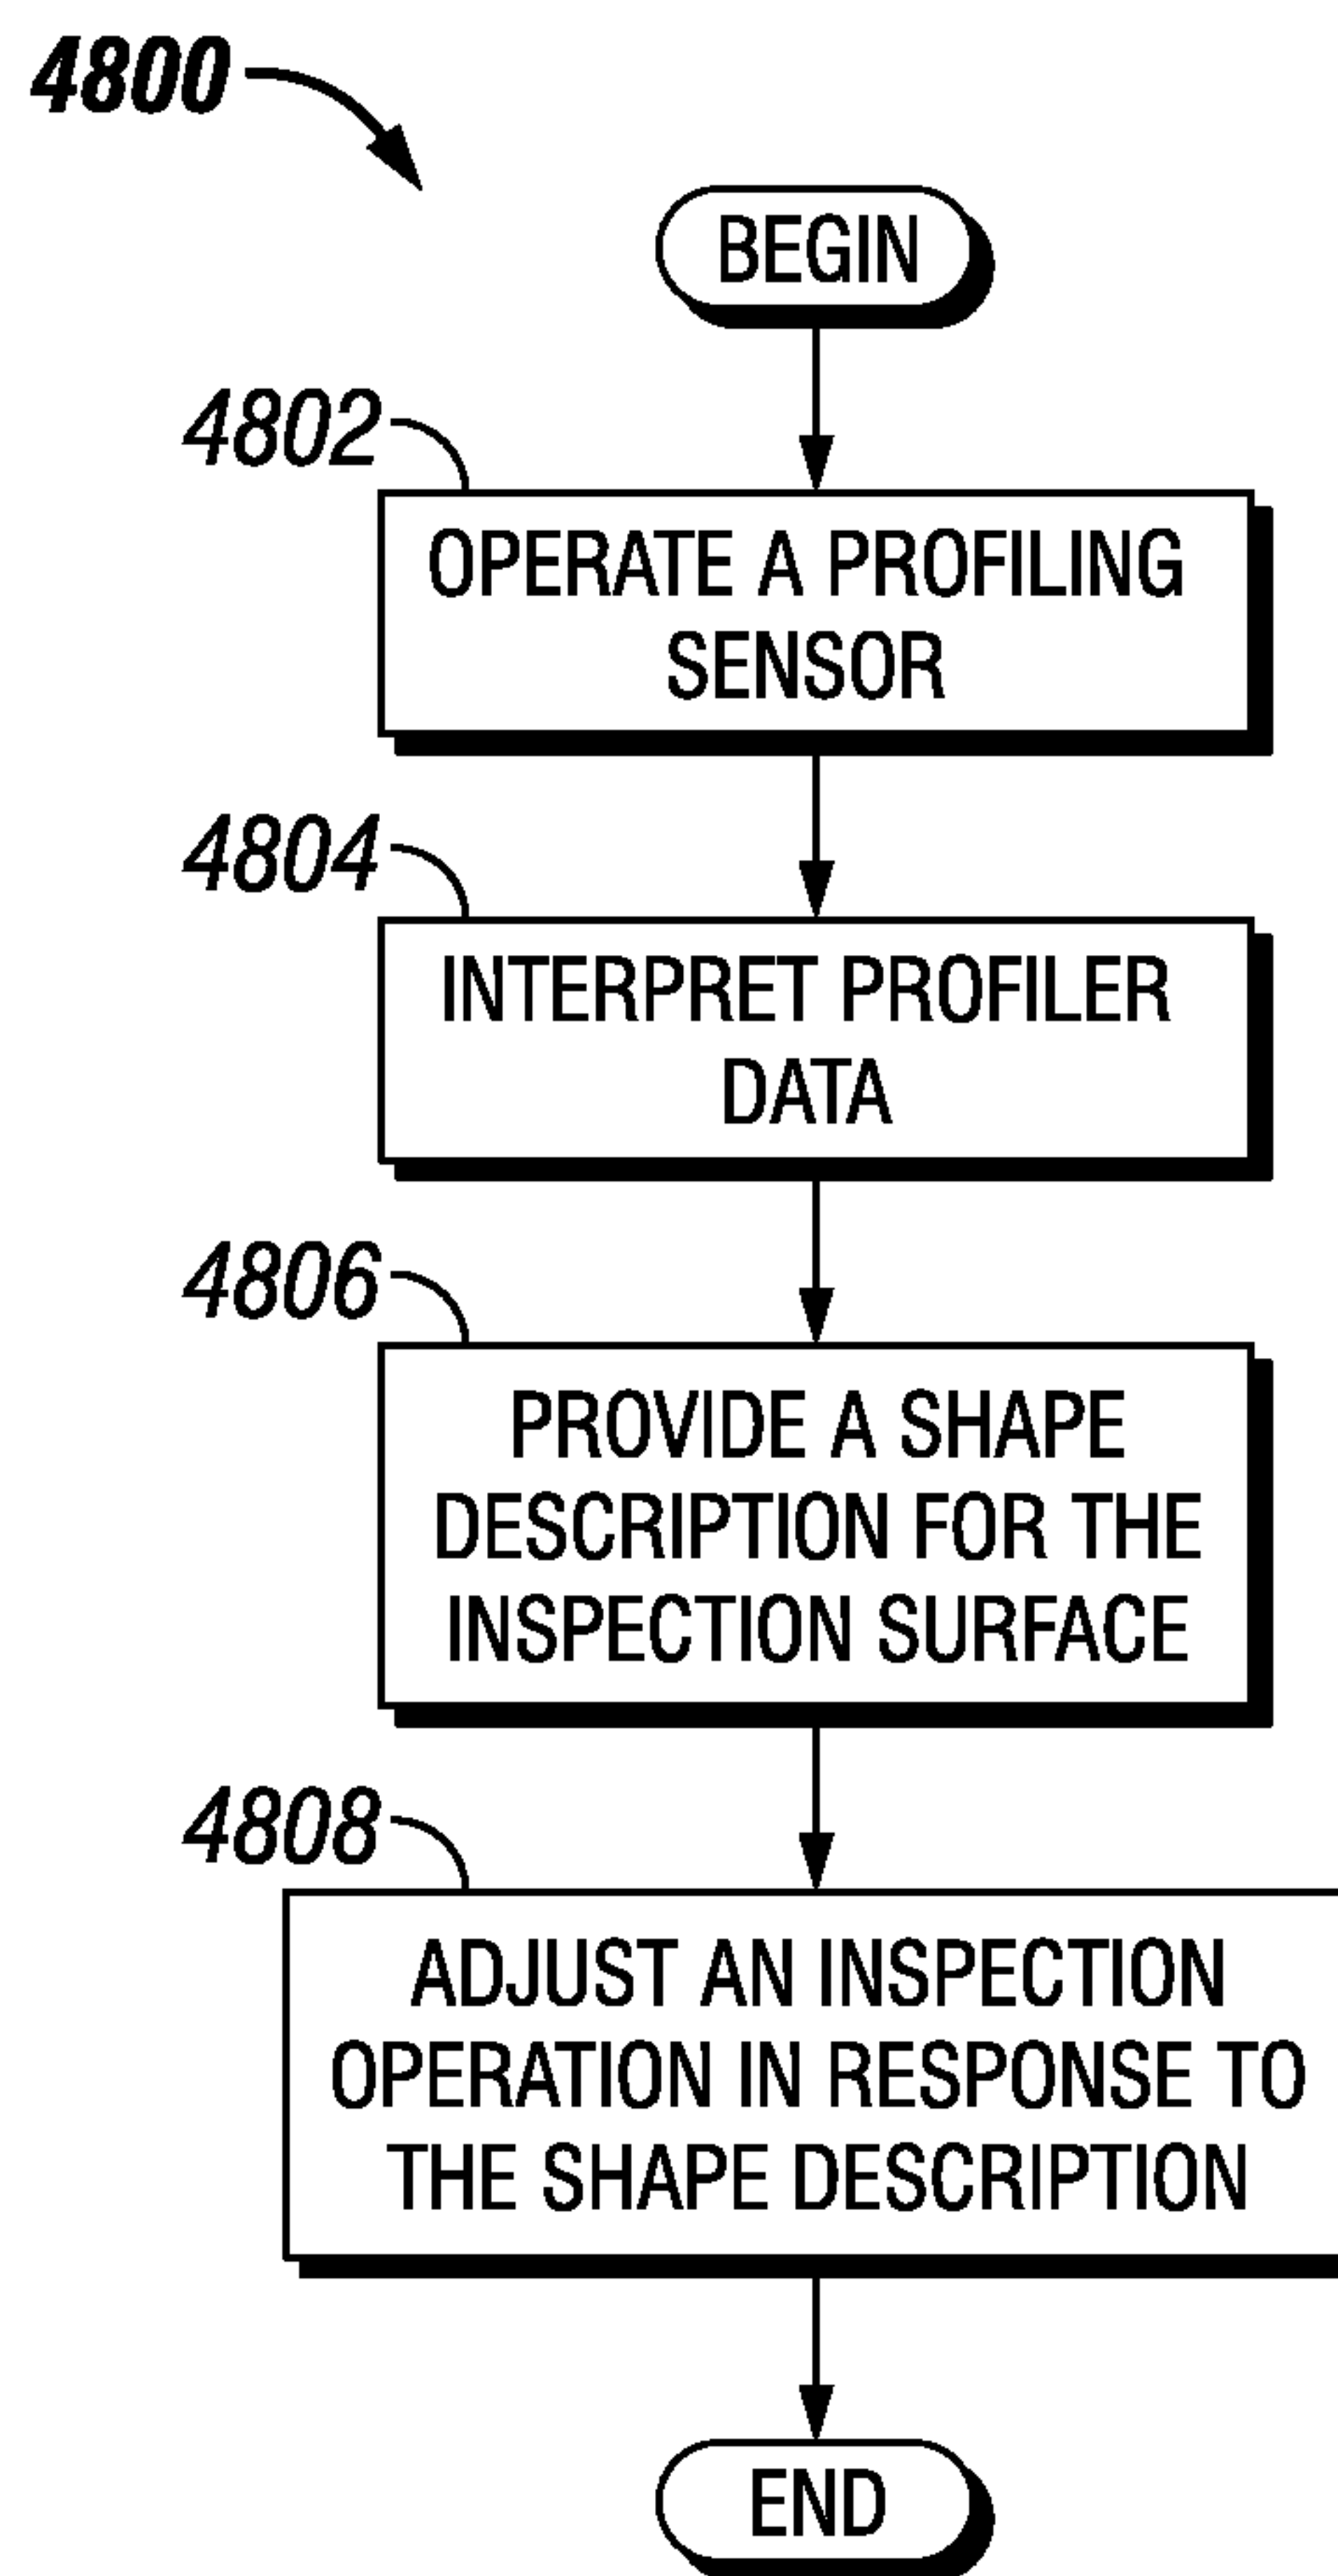 4800
BEGIN
4802
OPERATE A PROFILING
SENSOR
4804
INTERPRET PROFILER
DATA
4806
PROVIDE A SHAPE
DESCRIPTION FOR THE
INSPECTION SURFACE
4808
ADJUST AN INSPECTION
OPERATION IN RESPONSE TO
THE SHAPE DESCRIPTION
END